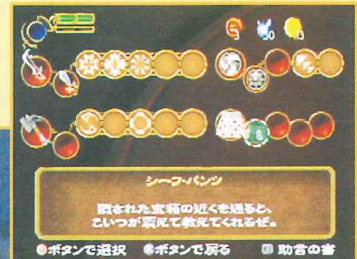 シーフ・パンツ
隠された宝箱の近くを通ると、
こいつが震えて教えてくれるぜ。
ボタンで選択 ボタンで戻る 助言の書